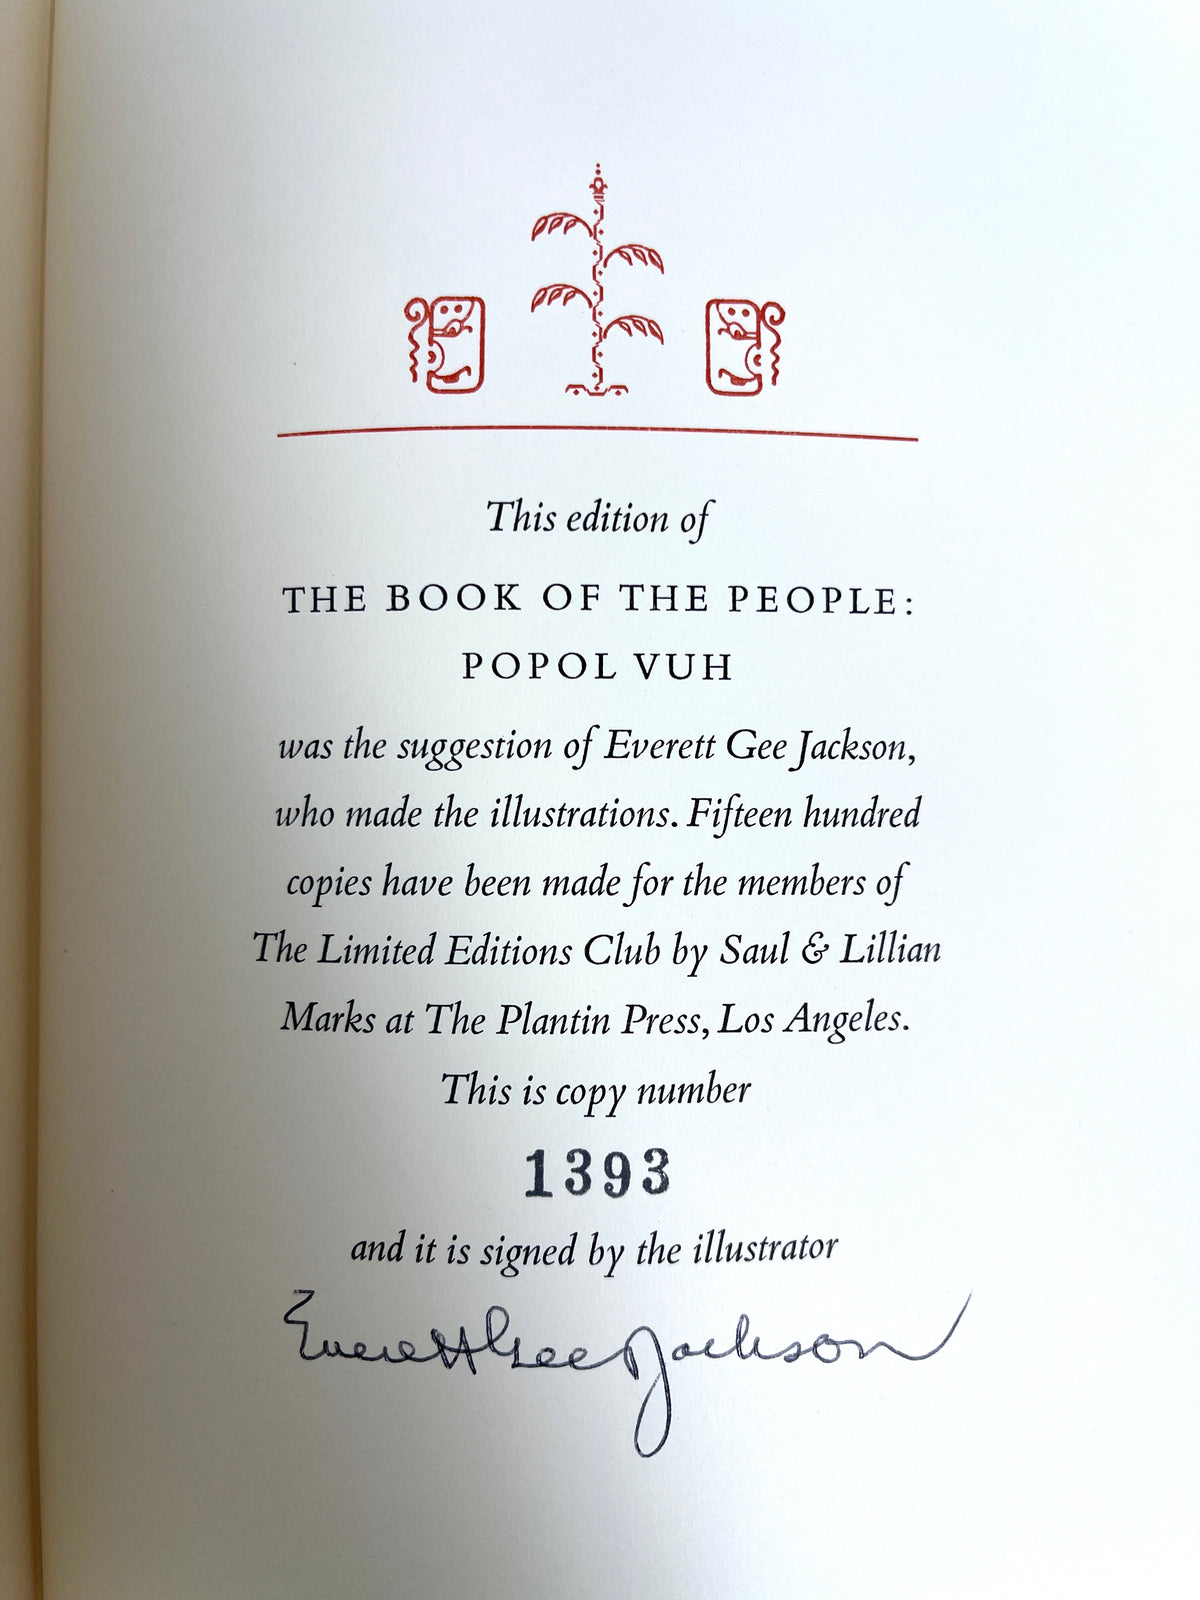 This edition of
THE BOOK OF THE PEOPLE:
POPOL VUH
was the suggestion of Everett Gee Jackson,
who made the illustrations. Fifteen hundred
copies have been made for the members of
The Limited Editions Club by Saul & Lillian
Marks at The Plantin Press, Los Angeles.
This is copy number
1393
and it is signed by the illustrator
Everett Gee Jackson